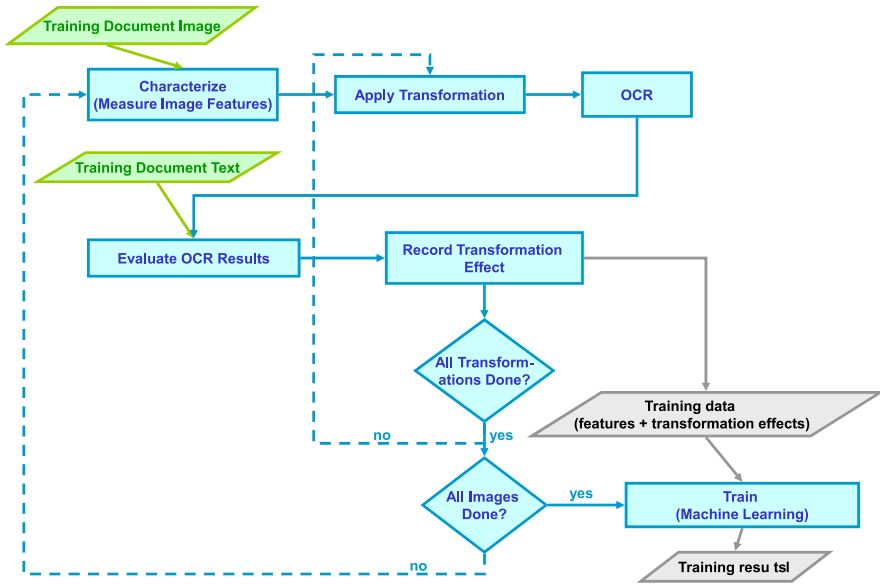 Training Document Image
Characterize
(Measure Image Features)
Apply Transformation
OCR
Training Document Text
Evaluate OCR Results
Record Transformation
Effect
All Transform-
ations Done?
Training data
(features + transformation effects)
no
yes
All Images
Done?
yes
Train
(Machine Learning)
no
Training resu tsl